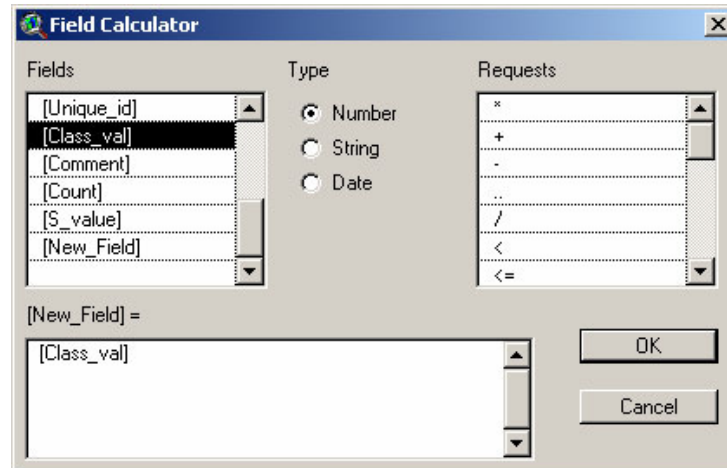 Field Calculator
Fields
Type
Requests
[Unique_id]
[Class_val]
[Comment]
[Count]
[S_value]
[New_Field]
Number
String
Date
*
+
-
..
/
<
<=
[New_Field] =
[Class_val]
OK
Cancel